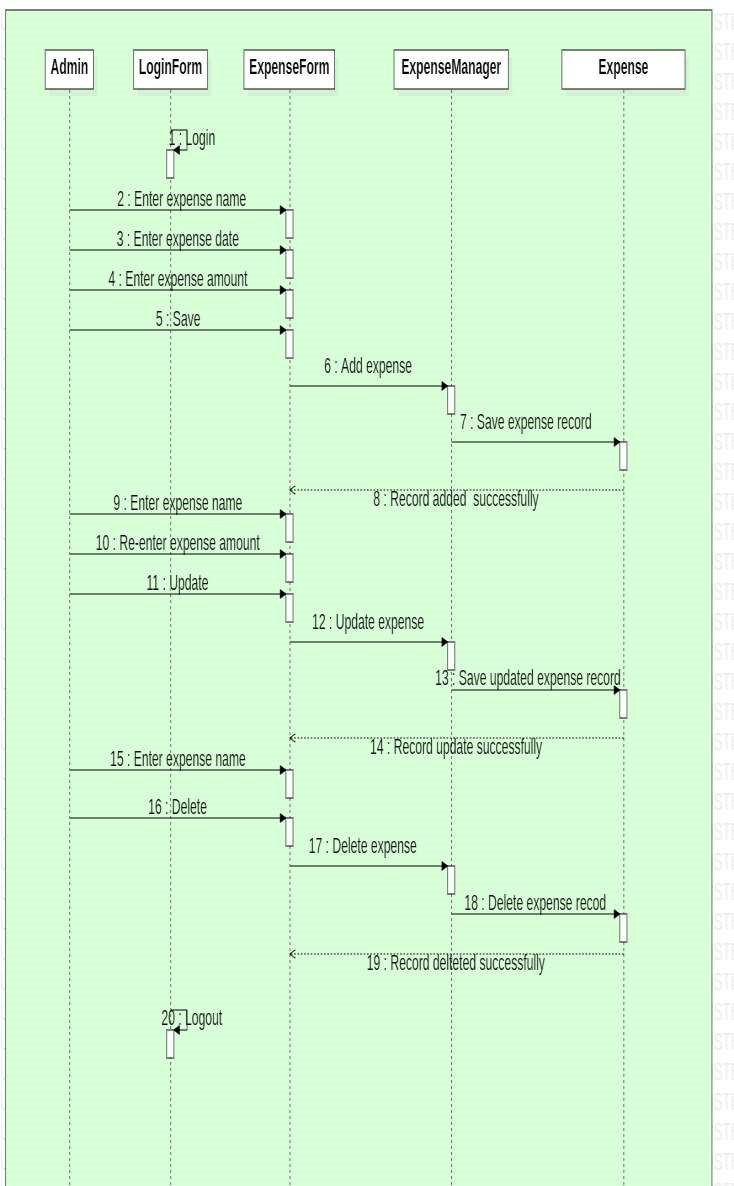 Admin
LoginForm
ExpenseForm
ExpenseManager
Expense
1 : Login
2 : Enter expense name
3 : Enter expense date
4 : Enter expense amount
5 : Save
6 : Add expense
7 : Save expense record
8 : Record added  successfully
9 : Enter expense name
10 : Re-enter expense amount
11 : Update
12 : Update expense
13 : Save updated expense record
14 : Record update successfully
15 : Enter expense name
16 : Delete
17 : Delete expense
18 : Delete expense recod
19 : Record delteted successfully
20 : Logout